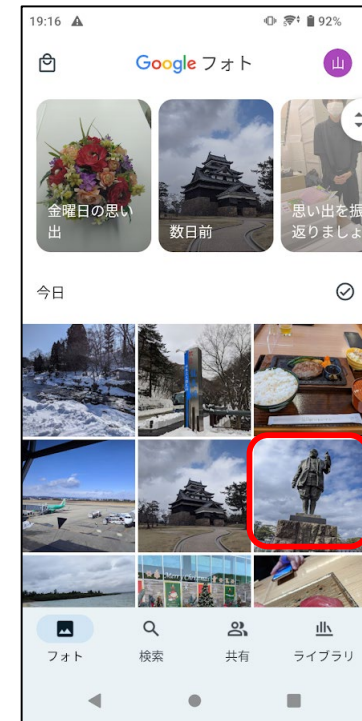 19:16
92%
Google フォト
山
金曜日の思い
出
数日前
思い出を振
返りましょ
今日
フォト
検索
共有
ライブラリ